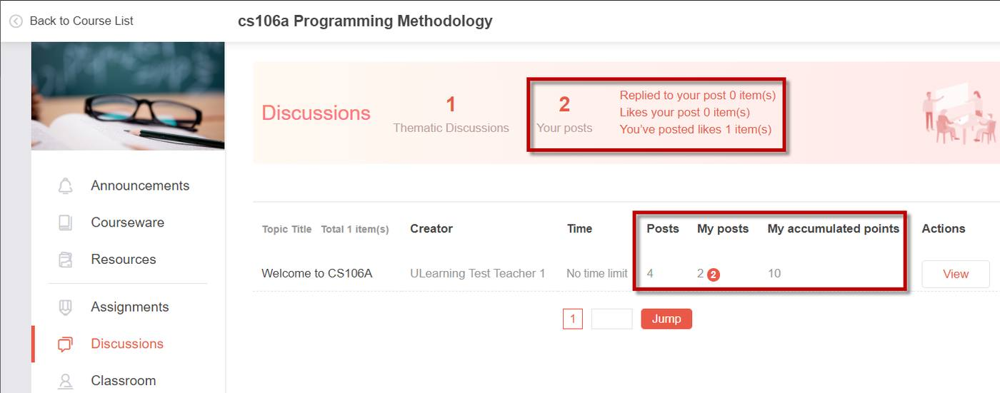 Back to Course List
cs106a Programming Methodology
Discussions
1
Thematic Discussions
2
Your posts
Replied to your post 0 item(s)
Likes your post 0 item(s)
You've posted likes 1 item(s)
Announcements
Courseware
Resources
Assignments
Discussions
Classroom
Topic Title Total 1 item(s) Creator Time Posts My posts My accumulated points Actions
Welcome to CS106A ULearning Test Teacher 1 No time limit 4 2 2 10 View
1 Jump